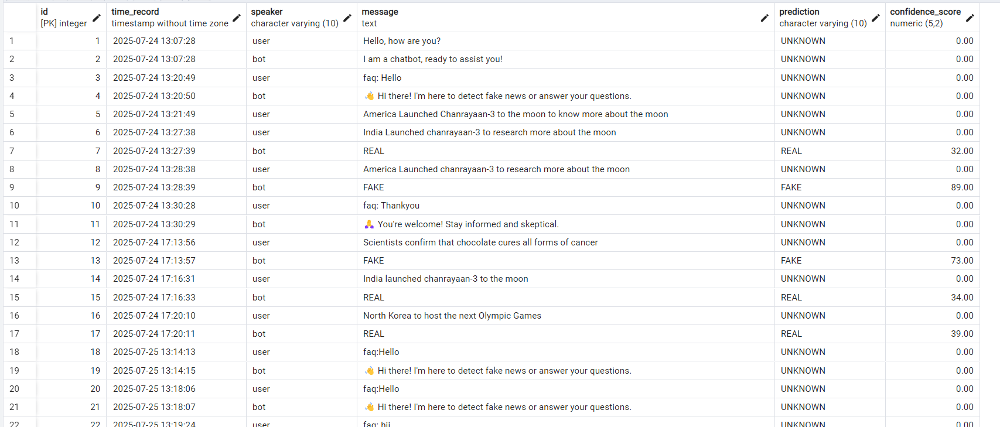 id time_record speaker message prediction confidence_score
[PK] integer timestamp without time zone character varying (10) text character varying (10) numeric (5,2)
1 1 2025-07-24 13:07:28 user Hello, how are you? UNKNOWN 0.00
2 2 2025-07-24 13:07:28 bot I am a chatbot, ready to assist you! UNKNOWN 0.00
3 3 2025-07-24 13:20:49 user faq: Hello UNKNOWN 0.00
4 4 2025-07-24 13:20:50 bot 👋 Hi there! I'm here to detect fake news or answer your questions. UNKNOWN 0.00
5 5 2025-07-24 13:21:49 user America Launched Chanrayaan-3 to the moon to know more about the moon UNKNOWN 0.00
6 6 2025-07-24 13:27:38 user India Launched chanrayaan-3 to research more about the moon UNKNOWN 0.00
7 7 2025-07-24 13:27:39 bot REAL REAL 32.00
8 8 2025-07-24 13:28:38 user America Launched chanrayaan-3 to research more about the moon UNKNOWN 0.00
9 9 2025-07-24 13:28:39 bot FAKE FAKE 89.00
10 10 2025-07-24 13:30:28 user faq: Thankyou UNKNOWN 0.00
11 11 2025-07-24 13:30:29 bot 🙏 You're welcome! Stay informed and skeptical. UNKNOWN 0.00
12 12 2025-07-24 17:13:56 user Scientists confirm that chocolate cures all forms of cancer UNKNOWN 0.00
13 13 2025-07-24 17:13:57 bot FAKE FAKE 73.00
14 14 2025-07-24 17:16:31 user India launched chanrayaan-3 to the moon UNKNOWN 0.00
15 15 2025-07-24 17:16:33 bot REAL REAL 34.00
16 16 2025-07-24 17:20:10 user North Korea to host the next Olympic Games UNKNOWN 0.00
17 17 2025-07-24 17:20:11 bot REAL REAL 39.00
18 18 2025-07-25 13:14:13 user faq:Hello UNKNOWN 0.00
19 19 2025-07-25 13:14:15 bot 👋 Hi there! I'm here to detect fake news or answer your questions. UNKNOWN 0.00
20 20 2025-07-25 13:18:06 user faq:Hello UNKNOWN 0.00
21 21 2025-07-25 13:18:07 bot 👋 Hi there! I'm here to detect fake news or answer your questions. UNKNOWN 0.00
22 22 2025-07-25 13:19:24 user faq: hii UNKNOWN 0.00